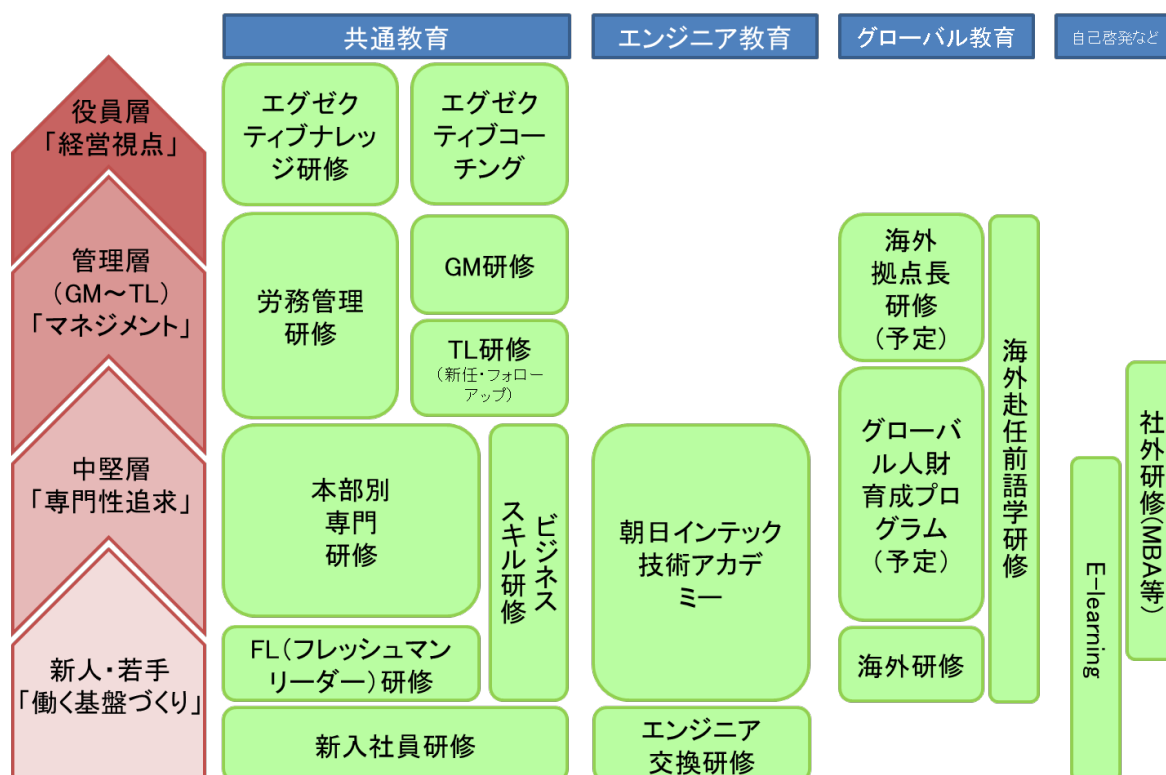 共通教育
エンジニア教育
グローバル教育
自己啓発など
役員層
「経営視点」
エグゼク
ティブナレッ
ジ研修
エグゼク
ティブコー
チング
管理層
(GM～TL)
「マネジメント」
労務管理
研修
GM研修
TL研修
(新任・フォロー
アップ)
海外
拠点長
研修
(予定)
海外赴任前語学研修
中堅層
「専門性追求」
本部別
専門
研修
ビジネス
スキル研修
朝日インテック
技術アカデ
ミー
グローバ
ル人財
育成プロ
グラム
(予定)
社外研修(MBA等)
E-learning
新人・若手
「働く基盤づくり」
FL(フレッシュマン
リーダー)研修
海外研修
新入社員研修
エンジニア
交換研修